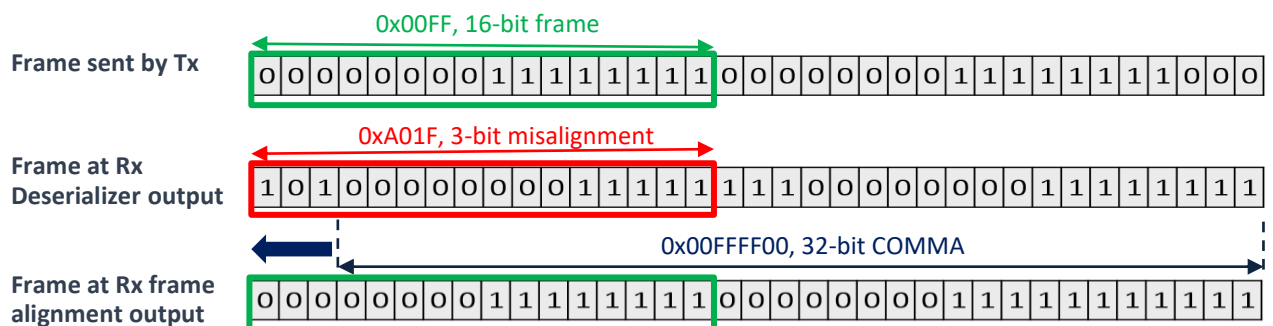 0x00FF, 16-bit frame
Frame sent by Tx
0 0 0 0 0 0 0 0 1 1 1 1 1 1 1 1 0 0 0 0 0 0 0 0 1 1 1 1 1 1 1 1 0 0 0
0xA01F, 3-bit misalignment
Frame at Rx
Deserializer output
1 0 1 0 0 0 0 0 0 0 0 1 1 1 1 1 1 1 1 0 0 0 0 0 0 0 0 1 1 1 1 1 1 1 1
0x00FFFF00, 32-bit COMMA
Frame at Rx frame
alignment output
0 0 0 0 0 0 0 0 1 1 1 1 1 1 1 1 0 0 0 0 0 0 0 0 1 1 1 1 1 1 1 1 1 1 1